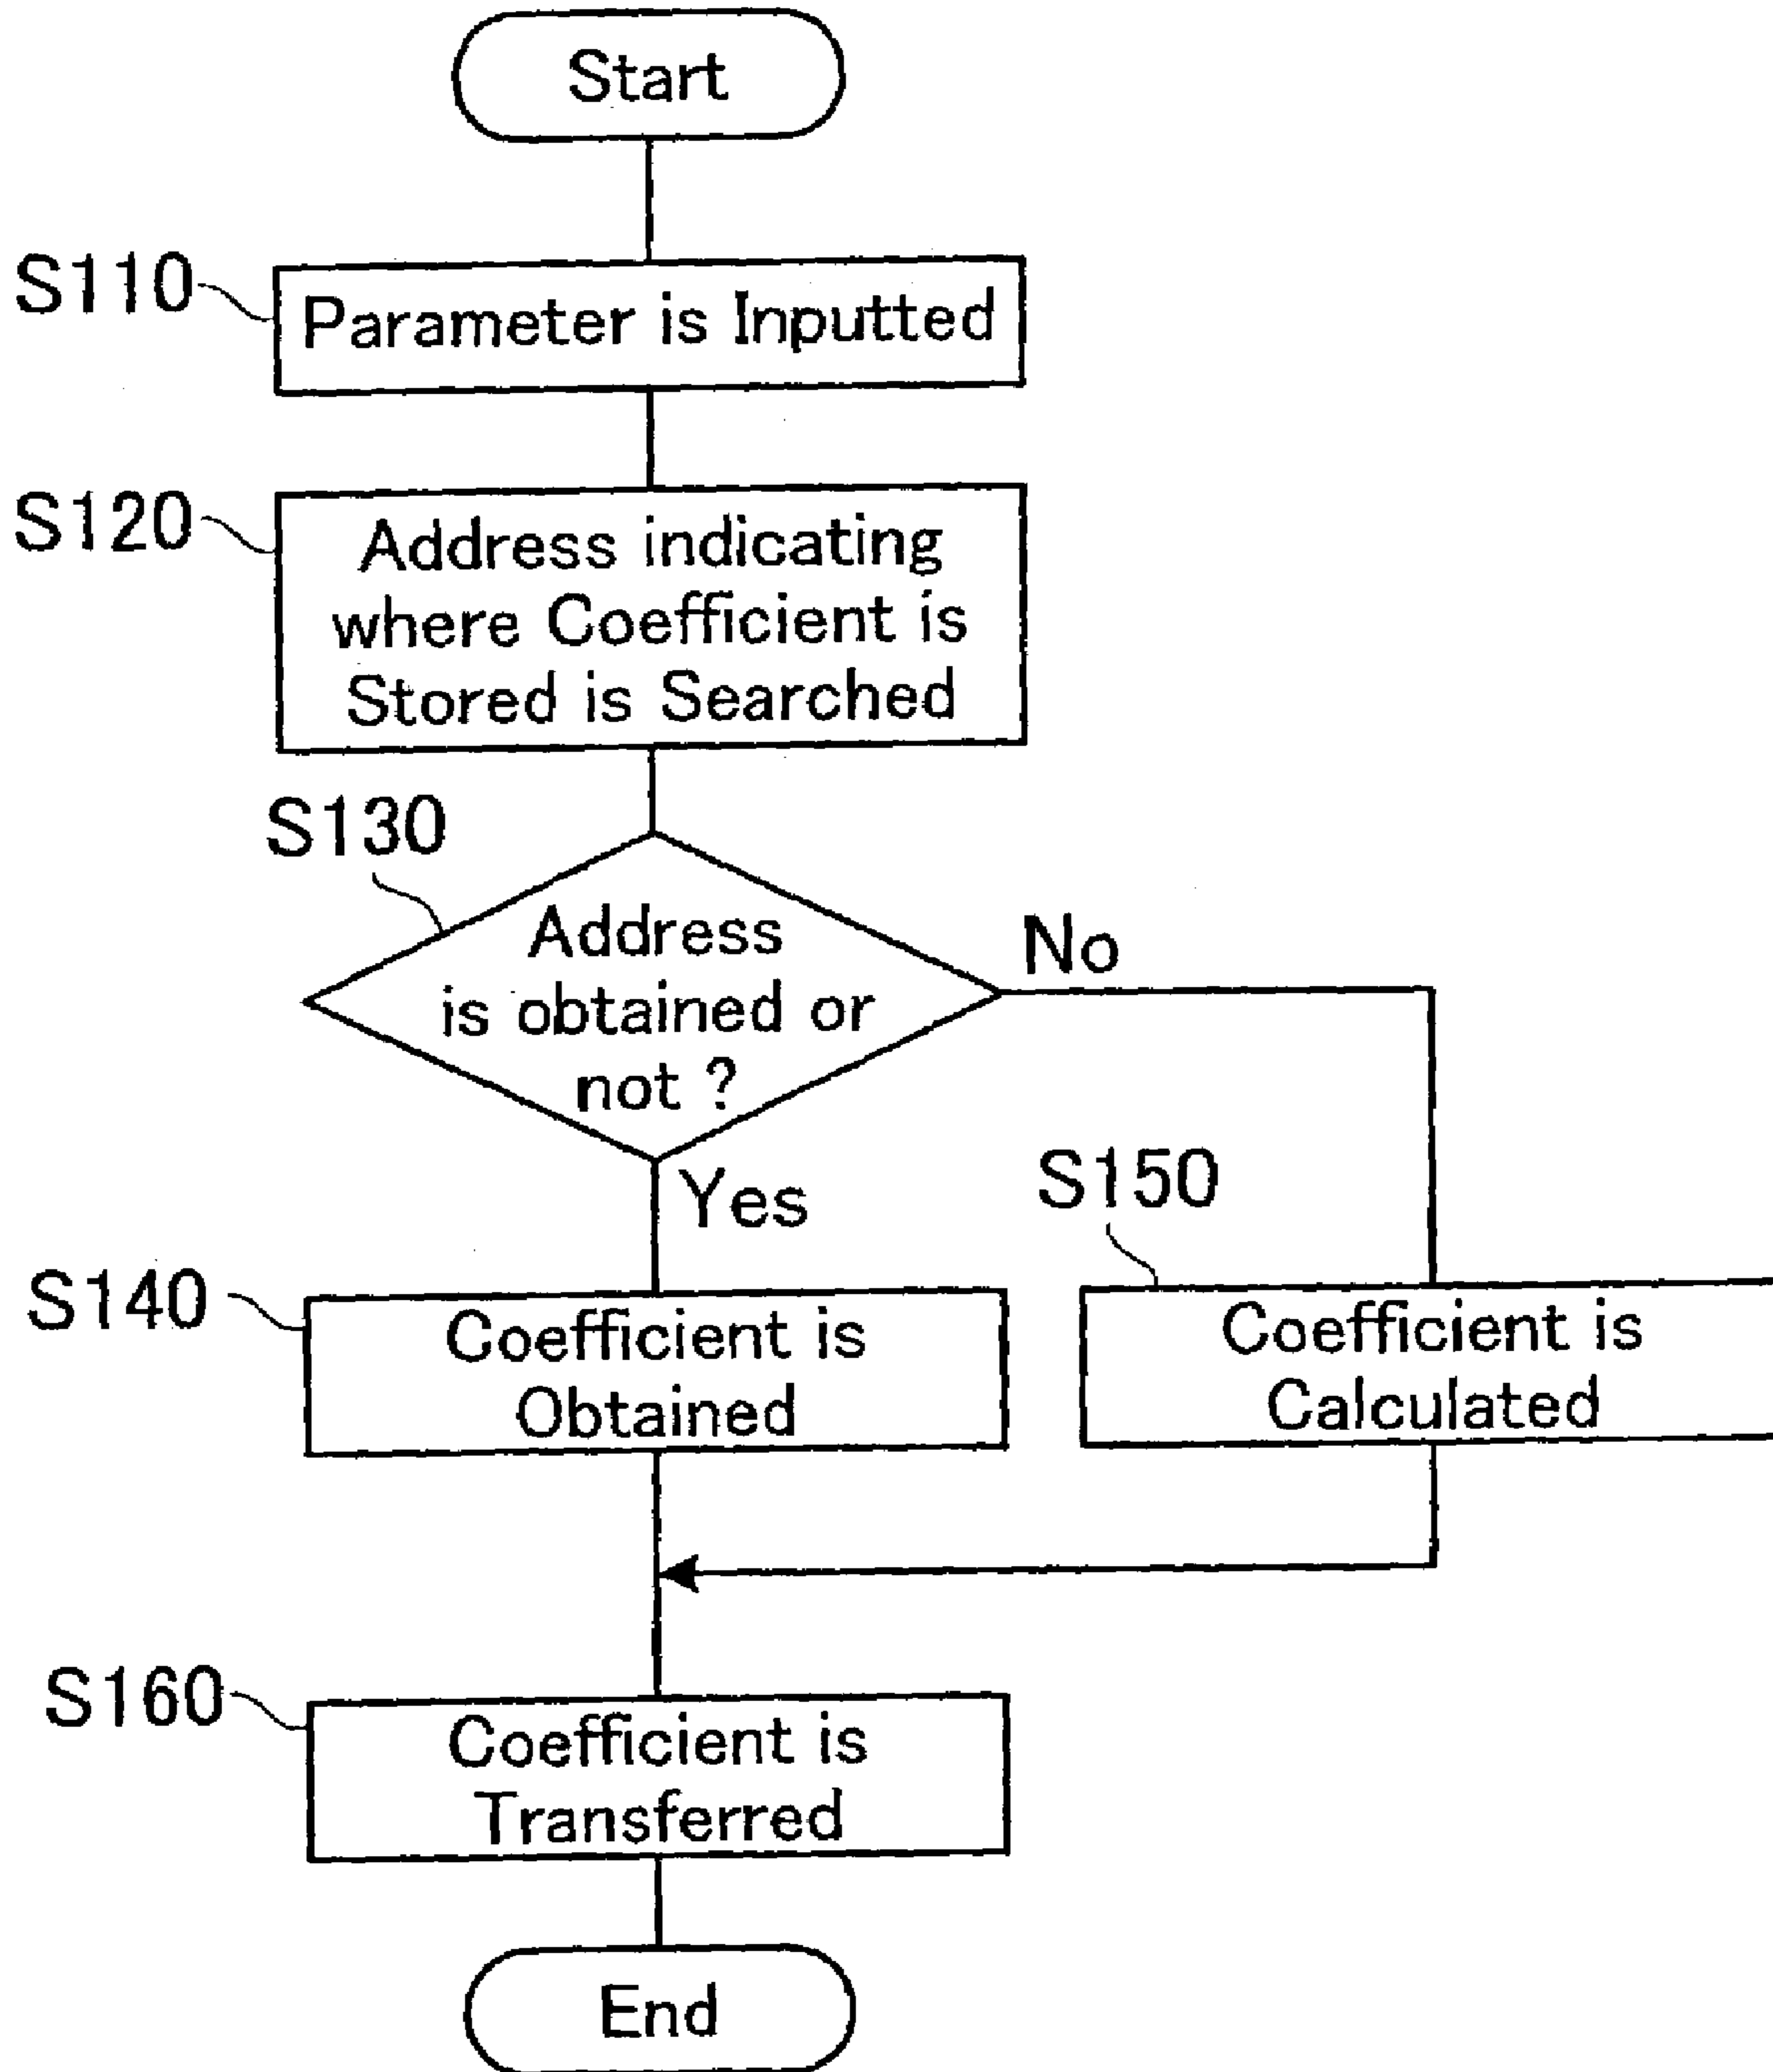 Start
S110
Parameter is Inputted
S120
Address indicating
where Coefficient is
Stored is Searched
S130
Address
is obtained or
not ?
No
Yes
S140
Coefficient is
Obtained
S150
Coefficient is
Calculated
S160
Coefficient is
Transferred
End